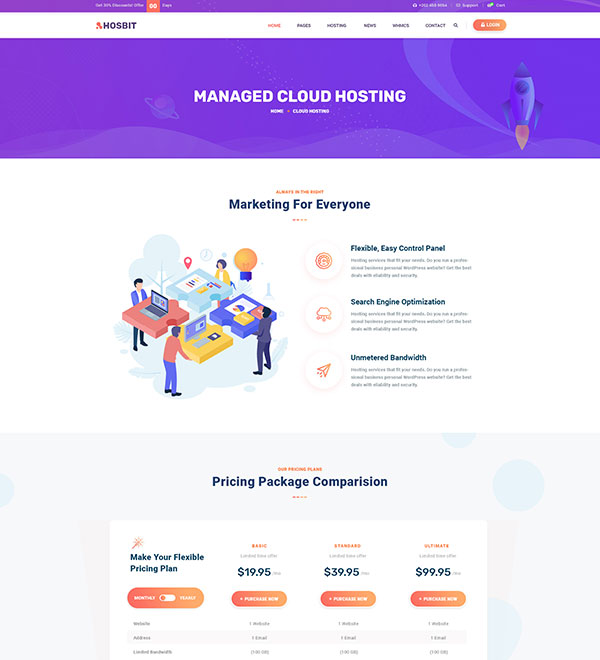 Get 30% Discounts! Offer 00 Days
Support Cart
HOSBIT
HOME PAGES HOSTING NEWS WHMCS CONTACT LOGIN
MANAGED CLOUD HOSTING
HOME CLOUD HOSTING
ALWAYS IN THE RIGHT
Marketing For Everyone
Flexible, Easy Control Panel
Hosting services that fit your needs. Do you run a profes-
sional business personal WordPress website? Get the best
deals with eliability and security.
Search Engine Optimization
Hosting services that fit your needs. Do you run a profes-
sional business personal WordPress website? Get the best
deals with eliability and security.
Unmetered Bandwidth
Hosting services that fit your needs. Do you run a profes-
sional business personal WordPress website? Get the best
deals with eliability and security.
OUR PRICING PLANS
Pricing Package Comparision
Make Your Flexible
Pricing Plan
MONTHLY YEARLY
BASIC STANDARD ULTIMATE
Limited time offer Limited time offer Limited time offer
$19.95 /mo $39.95 /mo $99.95 /mo
+ PURCHASE NOW + PURCHASE NOW + PURCHASE NOW
Website 1 Website 1 Website 1 Website
Address 1 Email 1 Email 1 Email
Limited Bandwidth (100 GB) (100 GB) (100 GB)